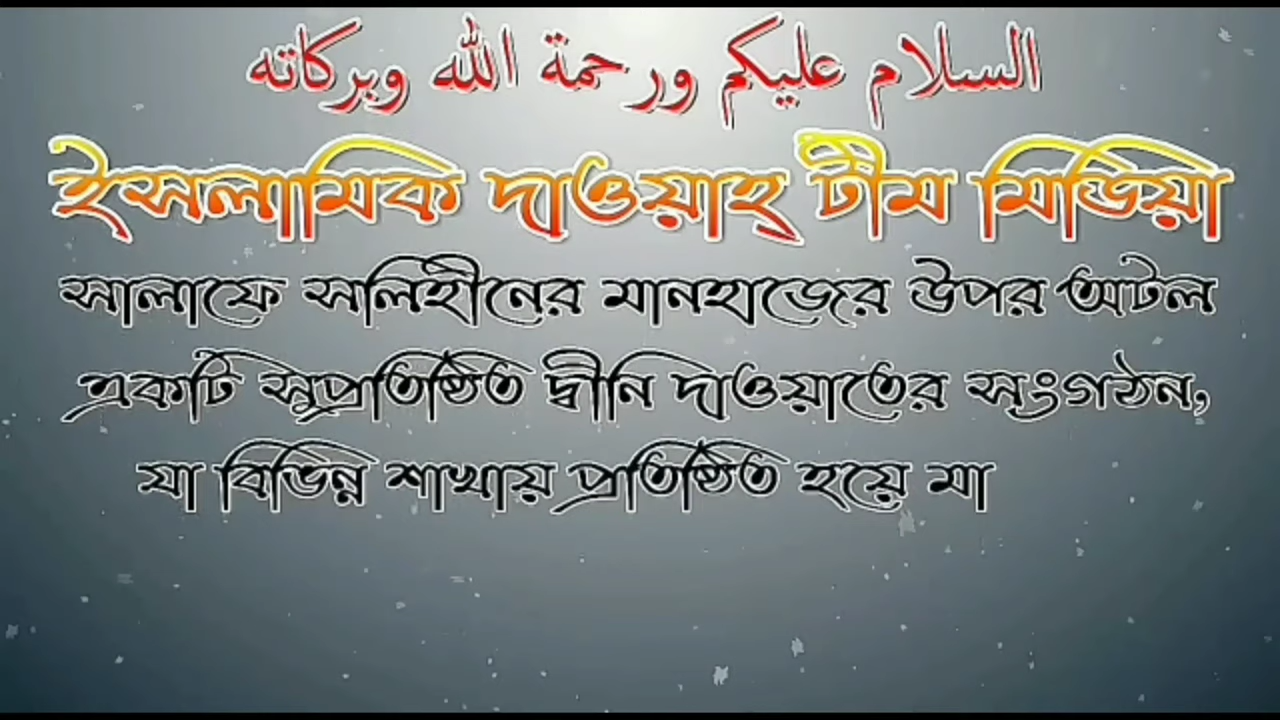 السلام عليكم ورحمة الله وبركاته
ইসলামিক দাওয়াহ্ টীম মিডিয়া
সালাফে সলিহীনের মানহাজের উপর অটল
একটি সুপ্রতিষ্ঠিত দ্বীনি দাওয়াতের সংগঠন,
যা বিভিন্ন শাখায় প্রতিষ্ঠিত হয়ে মা